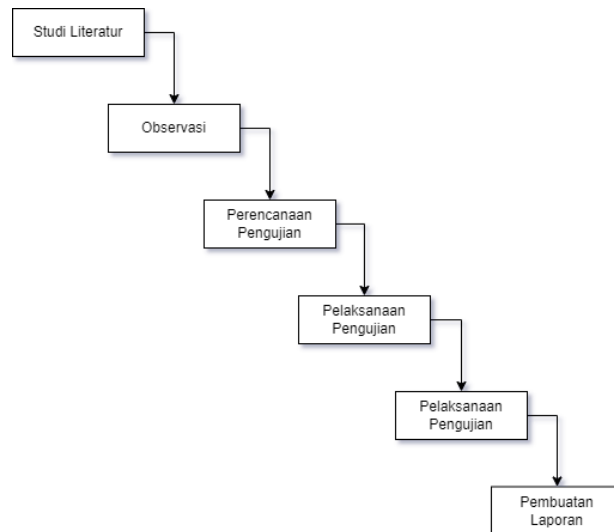 Studi Literatur
Observasi
Perencanaan
Pengujian
Pelaksanaan
Pengujian
Pelaksanaan
Pengujian
Pembuatan
Laporan